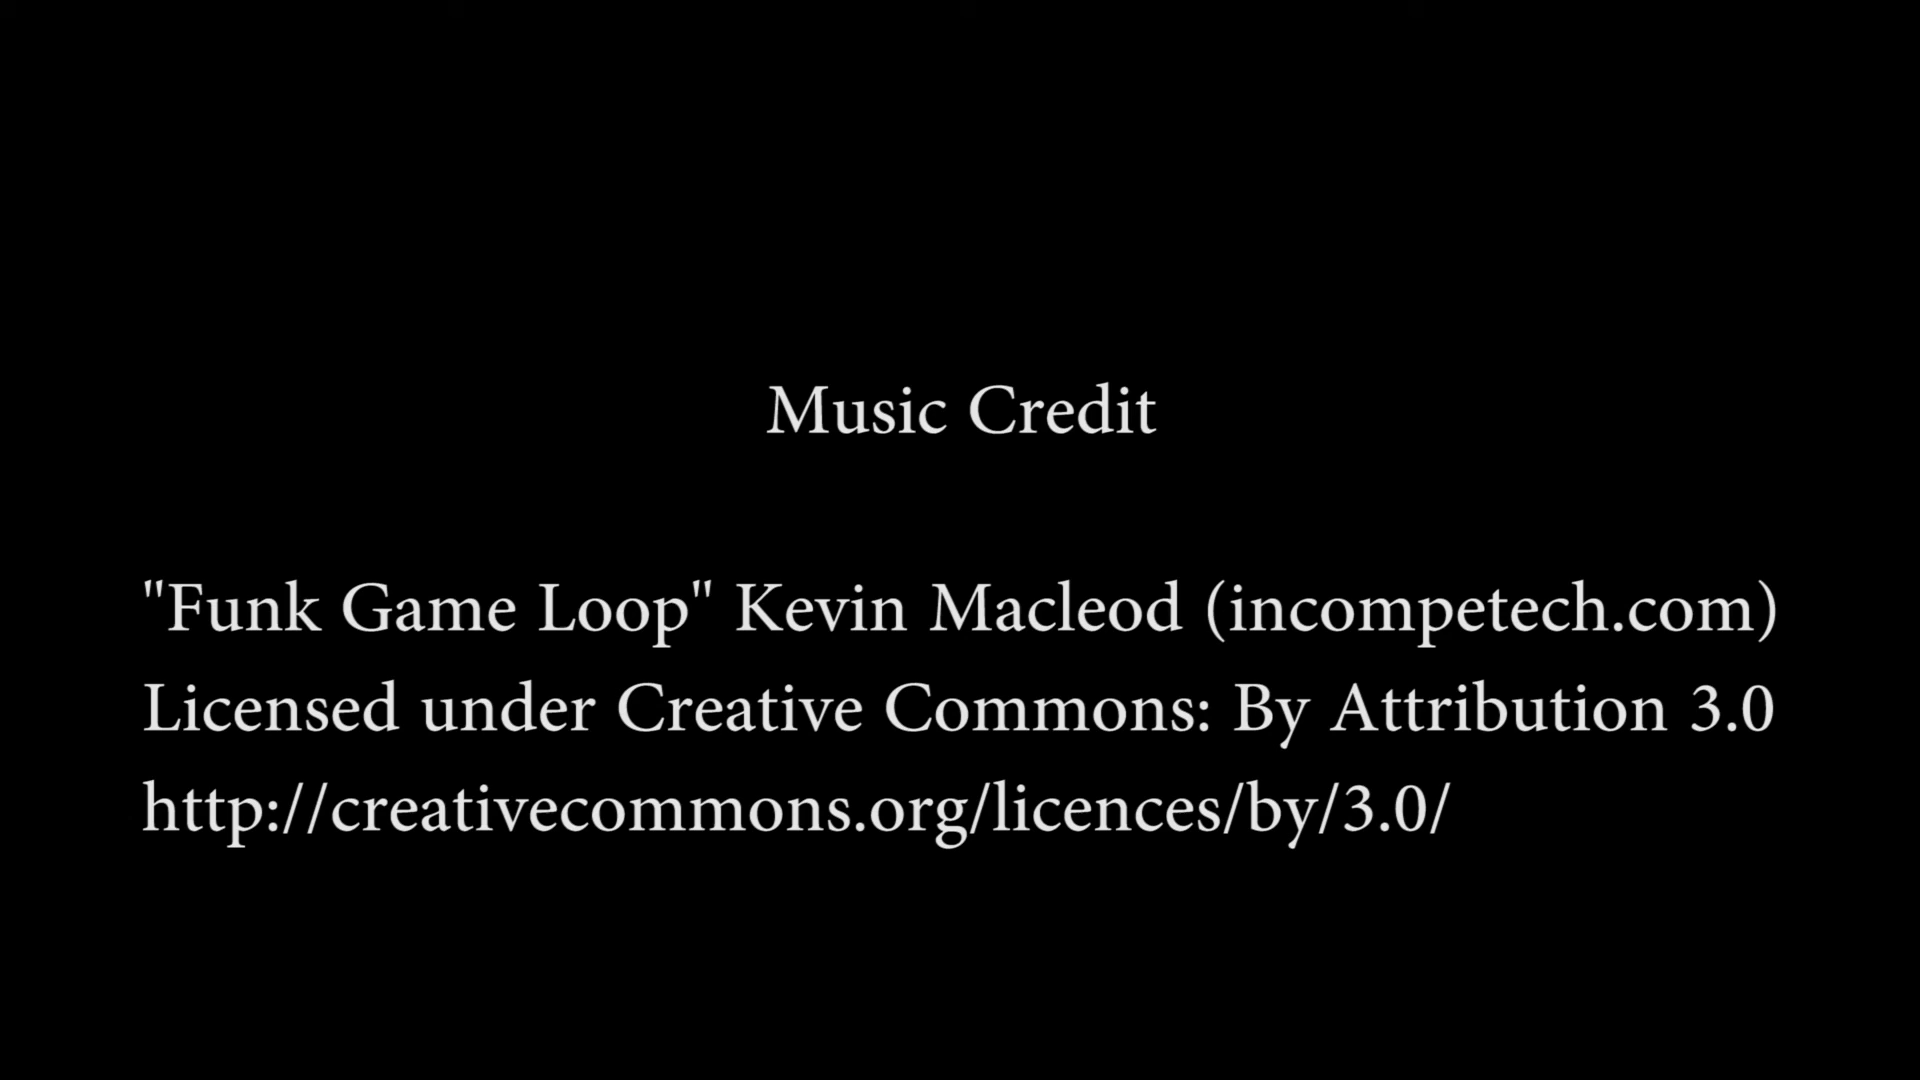 Music Credit
"Funk Game Loop" Kevin Macleod (incompetech.com)
Licensed under Creative Commons: By Attribution 3.0
http://creativecommons.org/licences/by/3.0/